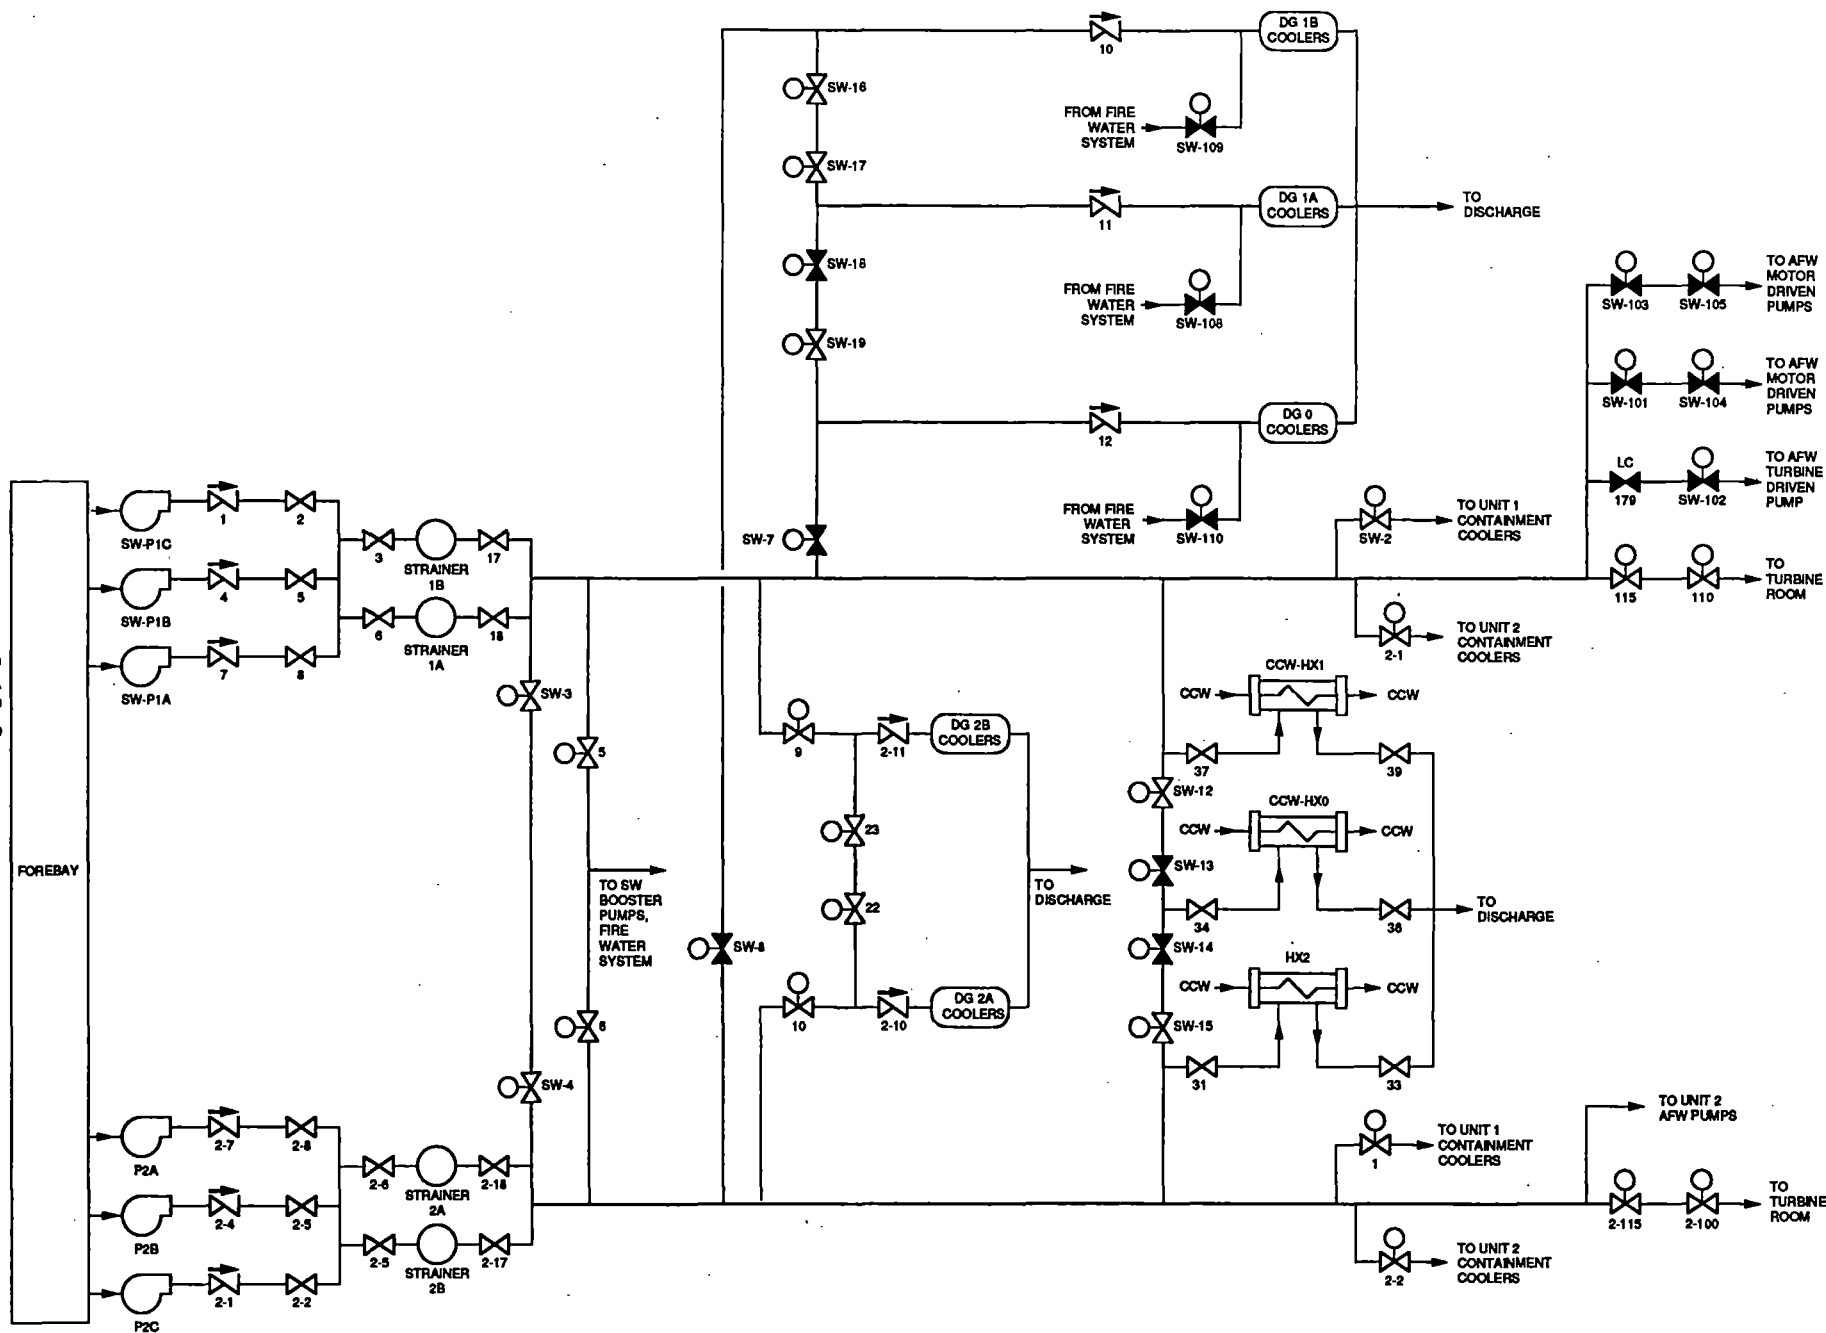 DG 1B
COOLERS
10
SW-16
FROM FIRE
WATER
SYSTEM
SW-109
SW-17
DG 1A
COOLERS
11
TO
DISCHARGE
SW-18
FROM FIRE
WATER
SYSTEM
SW-108
SW-19
DG 0
COOLERS
12
SW-7
FROM FIRE
WATER
SYSTEM
SW-110
SW-2
TO UNIT 1
CONTAINMENT
COOLERS
SW-103
SW-105
TO AFW
MOTOR
DRIVEN
PUMPS
SW-101
SW-104
TO AFW
MOTOR
DRIVEN
PUMPS
LC
179
SW-102
TO AFW
TURBINE
DRIVEN
PUMP
115
110
TO
TURBINE
ROOM
2-1
TO UNIT 2
CONTAINMENT
COOLERS
FOREBAY
SW-P1C
1
2
3
STRAINER
1B
17
SW-P1B
4
5
6
STRAINER
1A
18
SW-P1A
7
8
SW-3
5
TO SW
BOOSTER
PUMPS,
FIRE
WATER
SYSTEM
6
SW-4
SW-8
9
2-11
DG 2B
COOLERS
23
22
TO
DISCHARGE
10
2-10
DG 2A
COOLERS
CCW-HX1
CCW
CCW
37
39
SW-12
CCW-HX0
CCW
CCW
SW-13
34
36
TO
DISCHARGE
SW-14
HX2
CCW
CCW
SW-15
31
33
P2A
2-7
2-8
2-6
STRAINER
2A
2-18
P2B
2-4
2-5
2-5
STRAINER
2B
2-17
P2C
2-1
2-2
1
TO UNIT 1
CONTAINMENT
COOLERS
TO UNIT 2
AFW PUMPS
2-115
2-100
TO
TURBINE
ROOM
2-2
TO UNIT 2
CONTAINMENT
COOLERS